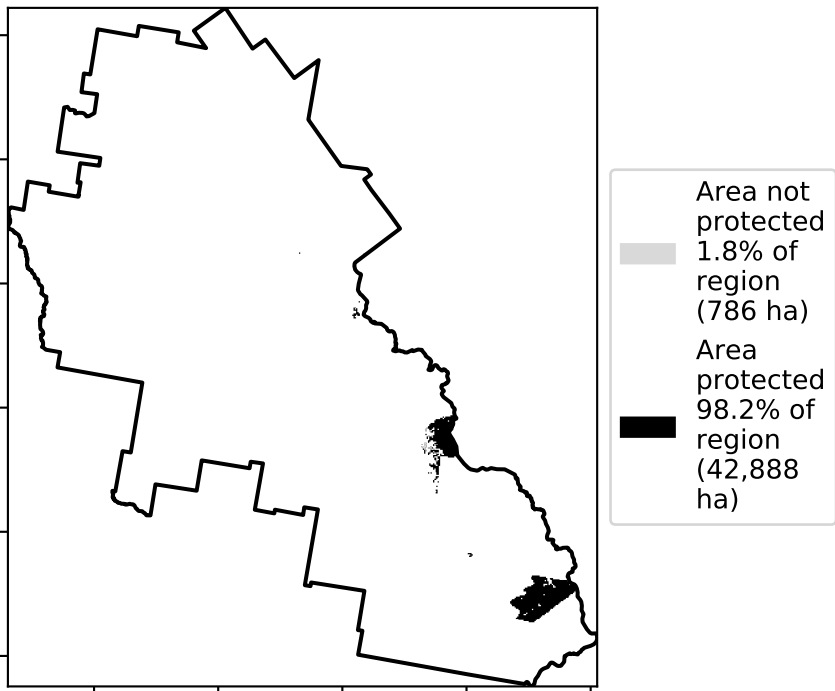 Area not
protected
1.8% of
region
(786 ha)
Area
protected
98.2% of
region
(42,888
ha)